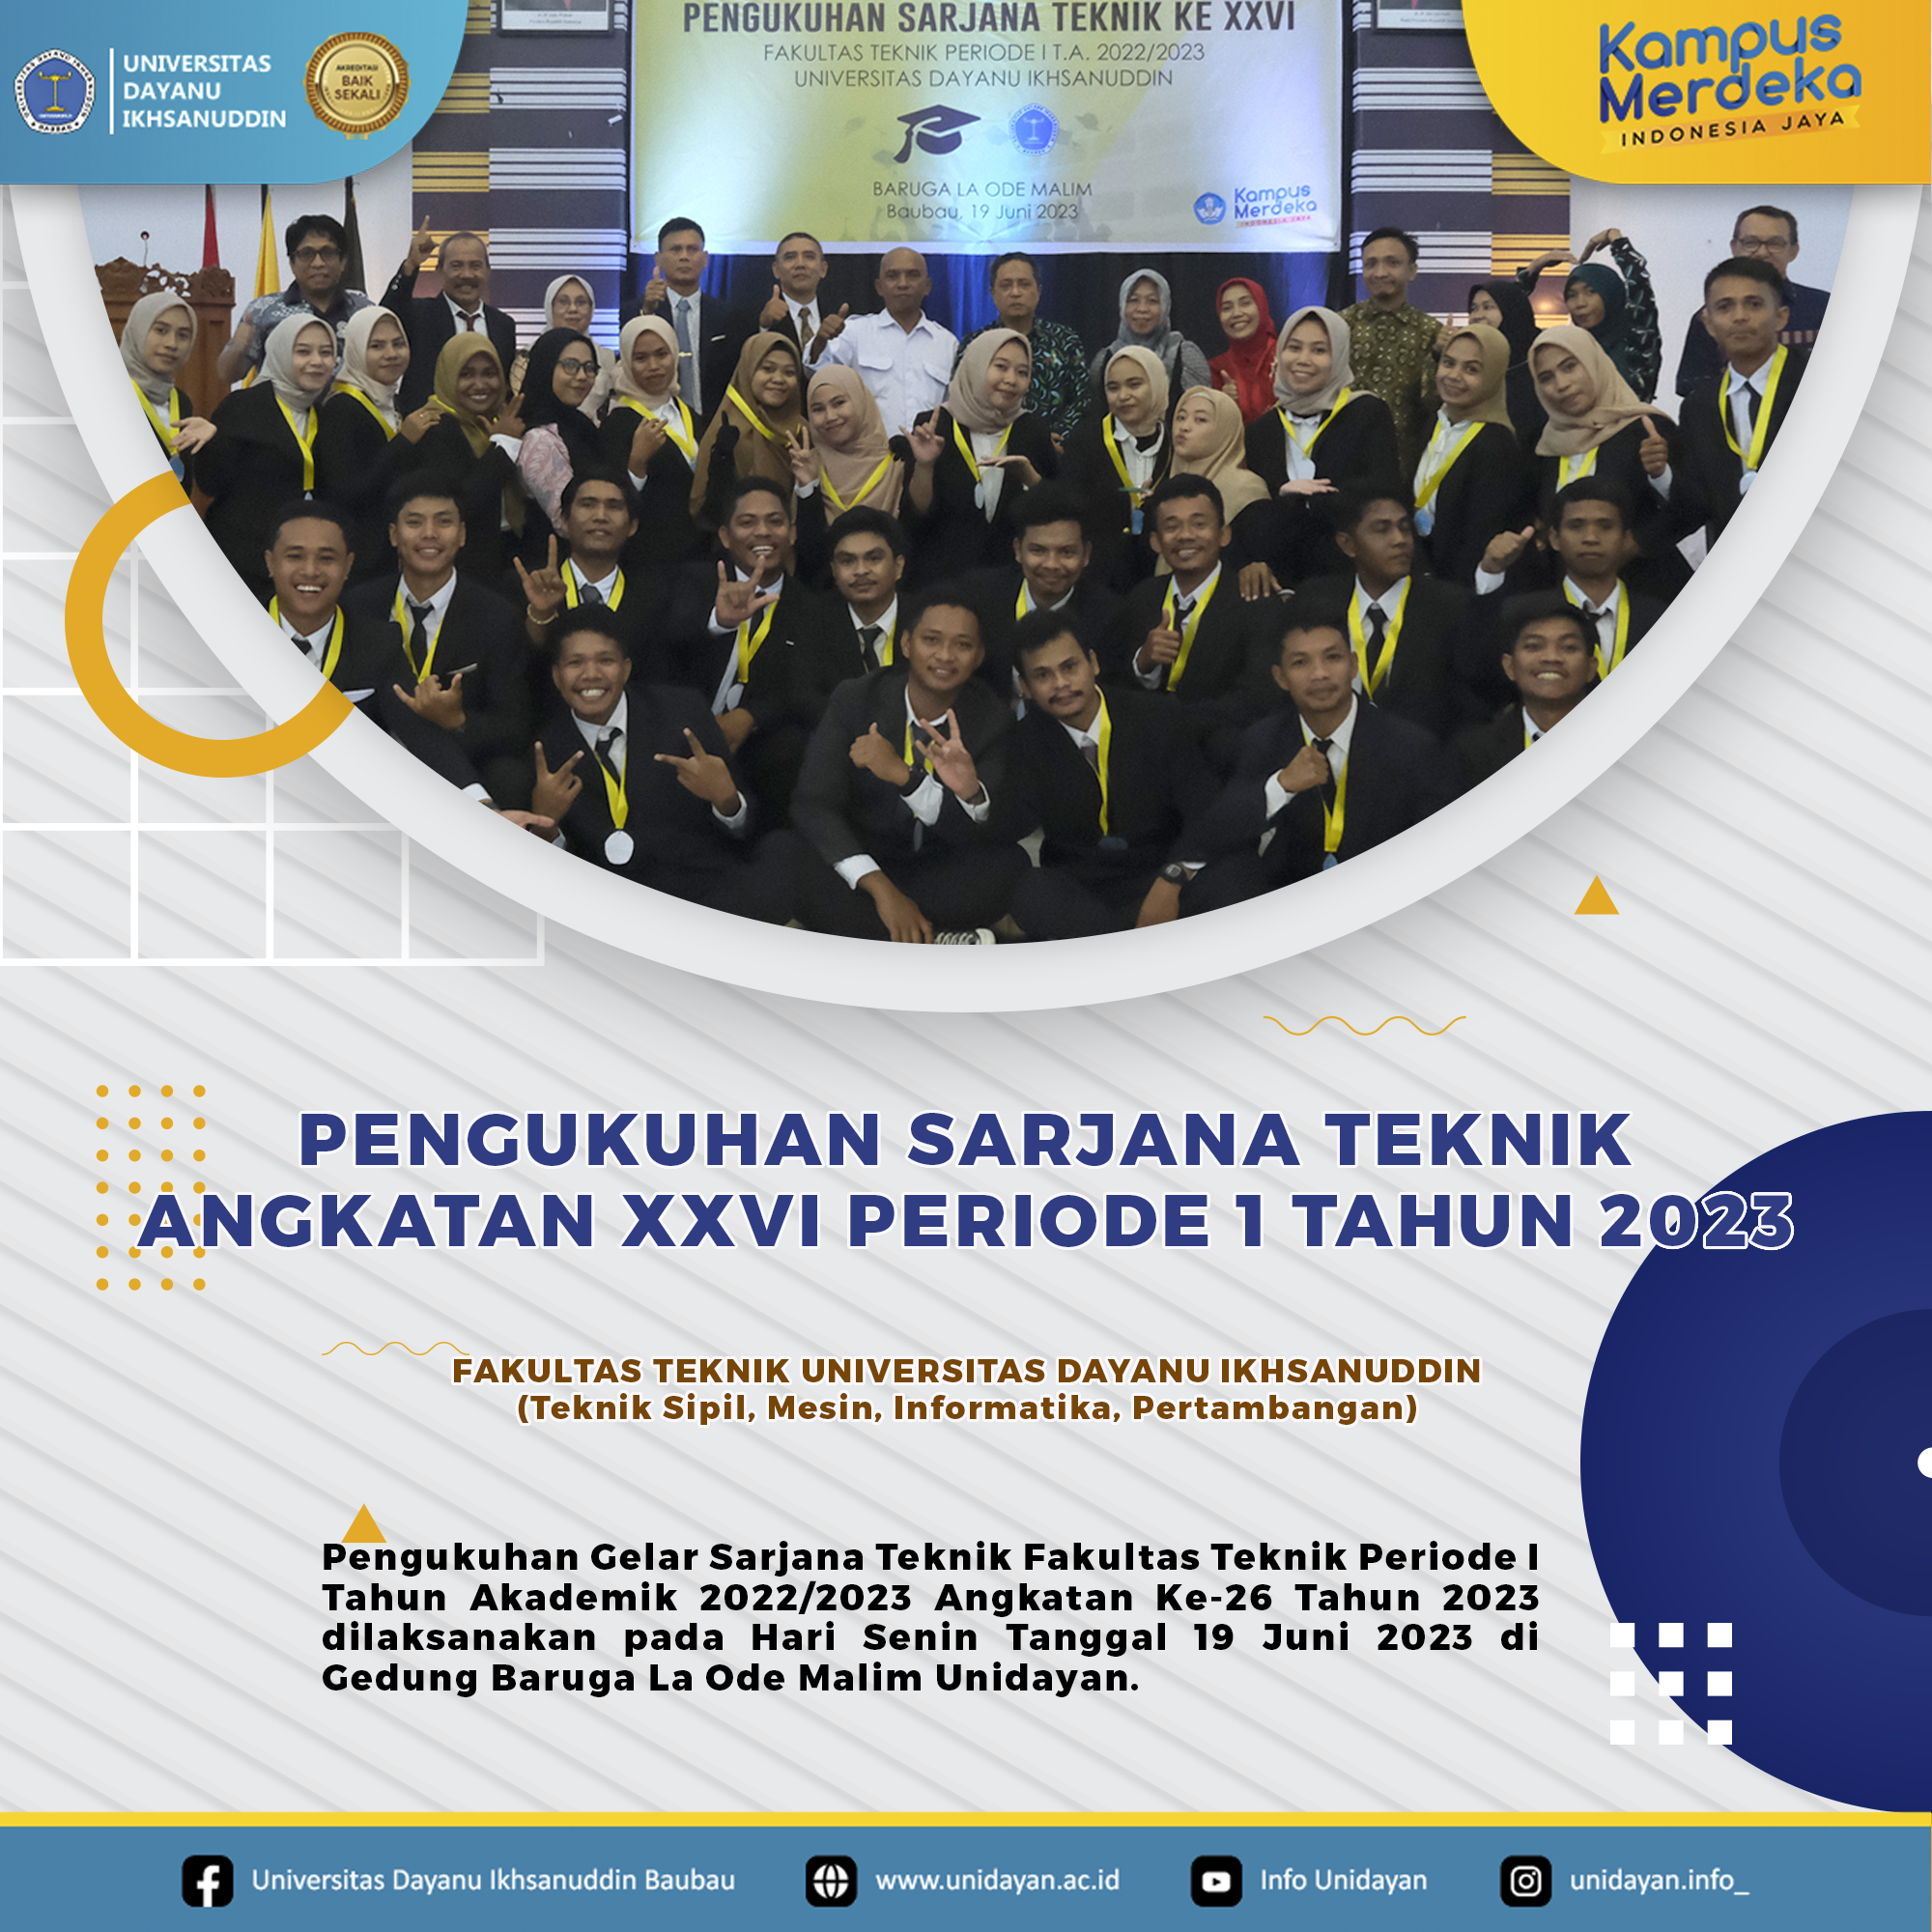 UNIVERSITAS
DAYANU
IKHSANUDDIN
AKREDITASI
BAIK
SEKALI
Kampus
Merdeka
INDONESIA JAYA
PENGUKUHAN SARJANA TEKNIK KE XXVI
FAKULTAS TEKNIK PERIODE I T.A. 2022/2023
UNIVERSITAS DAYANU IKHSANUDDIN
BARUGA LA ODE MALIM
Baubau, 19 Juni 2023
Kampus
Merdeka
INDONESIA JAYA
PENGUKUHAN SARJANA TEKNIK
ANGKATAN XXVI PERIODE 1 TAHUN 2023
FAKULTAS TEKNIK UNIVERSITAS DAYANU IKHSANUDDIN
(Teknik Sipil, Mesin, Informatika, Pertambangan)
Pengukuhan Gelar Sarjana Teknik Fakultas Teknik Periode I
Tahun Akademik 2022/2023 Angkatan Ke-26 Tahun 2023
dilaksanakan pada Hari Senin Tanggal 19 Juni 2023 di
Gedung Baruga La Ode Malim Unidayan.
Universitas Dayanu Ikhsanuddin Baubau
www.unidayan.ac.id
Info Unidayan
unidayan.info_